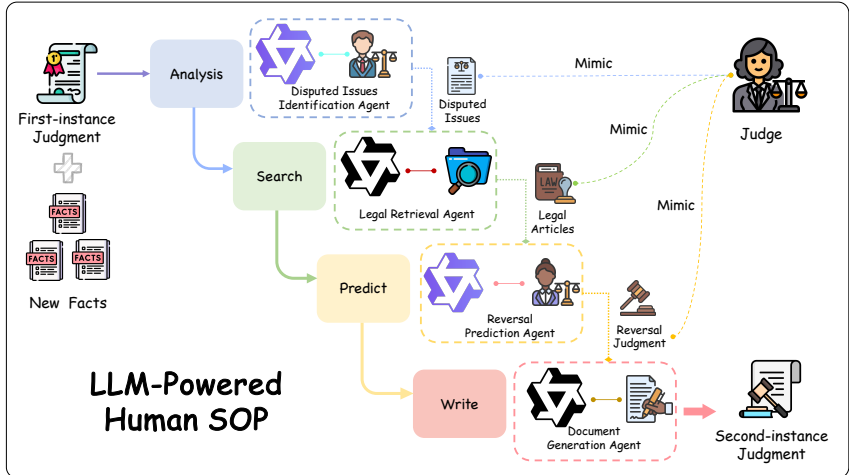 First-instance
Judgment
FACTS
FACTS
FACTS
New Facts
Analysis
Disputed Issues
Identification Agent
Disputed
Issues
Mimic
Judge
Search
Legal Retrieval Agent
LAW
Legal
Articles
Mimic
Predict
Reversal
Prediction Agent
Reversal
Judgment
Mimic
Write
Document
Generation Agent
Second-instance
Judgment
LLM-Powered
Human SOP